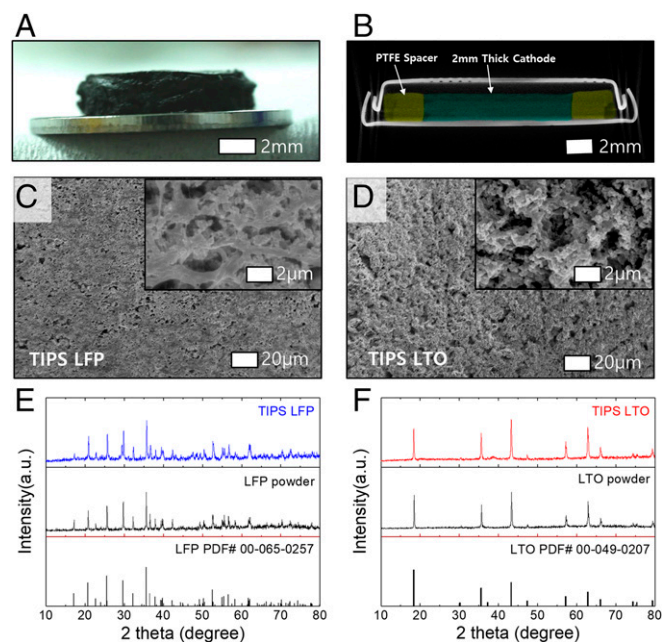 A
2mm
B
PTFE Spacer
2mm Thick Cathode
2mm
C
2μm
TIPS LFP
20μm
D
2μm
TIPS LTO
20μm
E
TIPS LFP
LFP powder
LFP PDF# 00-065-0257
Intensity(a.u.)
10 20 30 40 50 60 70 80
2 theta (degree)
F
TIPS LTO
LTO powder
LTO PDF# 00-049-0207
Intensity(a.u.)
10 20 30 40 50 60 70 80
2 theta (degree)